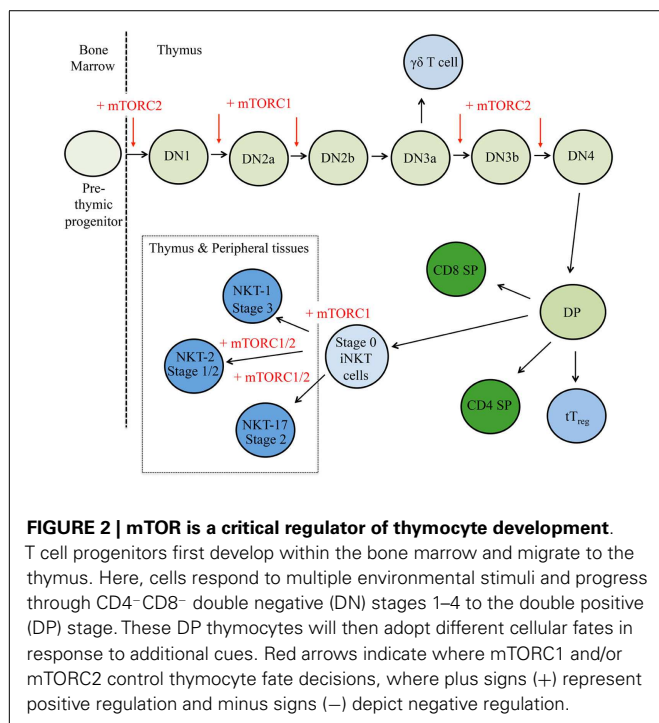 Bone
Marrow
Thymus
γδ T cell
+ mTORC2
+ mTORC1
+ mTORC2
DN1
DN2a
DN2b
DN3a
DN3b
DN4
Pre-
thymic
progenitor
Thymus & Peripheral tissues
NKT-1
Stage 3
+ mTORC1
+ mTORC1/2
NKT-2
Stage 1/2
+ mTORC1/2
Stage 0
iNKT
cells
NKT-17
Stage 2
CD8 SP
DP
CD4 SP
tTreg
FIGURE 2 | mTOR is a critical regulator of thymocyte development.
T cell progenitors first develop within the bone marrow and migrate to the
thymus. Here, cells respond to multiple environmental stimuli and progress
through CD4⁻CD8⁻ double negative (DN) stages 1–4 to the double positive
(DP) stage. These DP thymocytes will then adopt different cellular fates in
response to additional cues. Red arrows indicate where mTORC1 and/or
mTORC2 control thymocyte fate decisions, where plus signs (+) represent
positive regulation and minus signs (−) depict negative regulation.